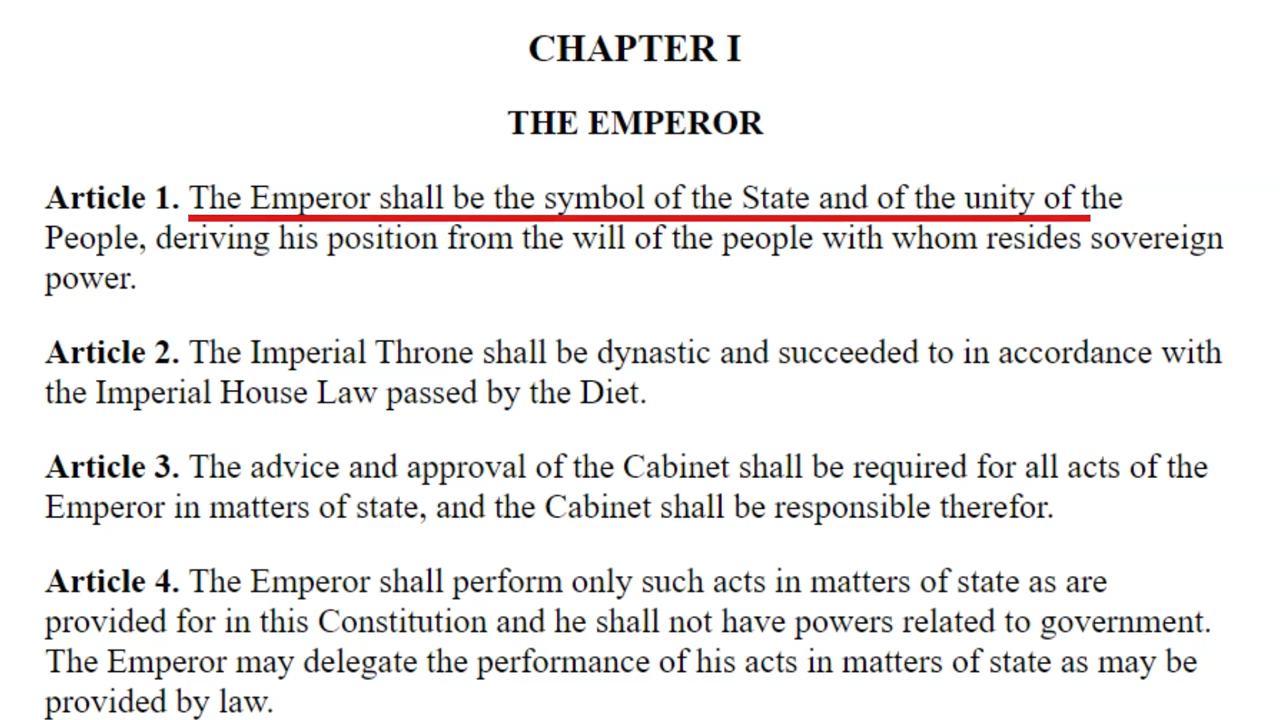 CHAPTER I
THE EMPEROR
Article 1. The Emperor shall be the symbol of the State and of the unity of the
People, deriving his position from the will of the people with whom resides sovereign
power.
Article 2. The Imperial Throne shall be dynastic and succeeded to in accordance with
the Imperial House Law passed by the Diet.
Article 3. The advice and approval of the Cabinet shall be required for all acts of the
Emperor in matters of state, and the Cabinet shall be responsible therefor.
Article 4. The Emperor shall perform only such acts in matters of state as are
provided for in this Constitution and he shall not have powers related to government.
The Emperor may delegate the performance of his acts in matters of state as may be
provided by law.